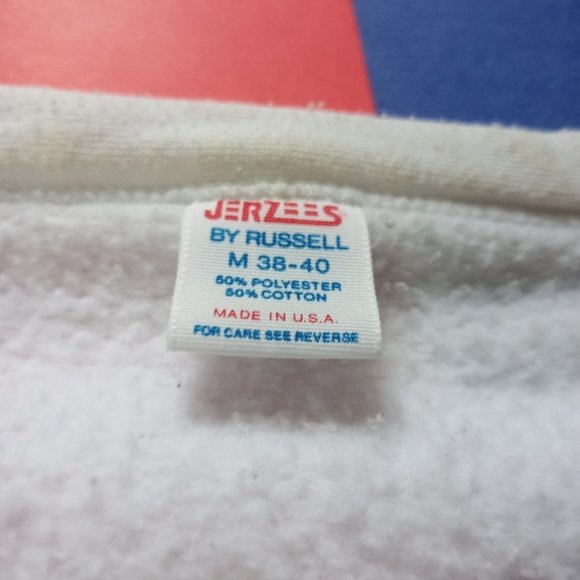 JERZEES
BY RUSSELL
M 38-40
50% POLYESTER
50% COTTON
MADE IN U.S.A.
FOR CARE SEE REVERSE